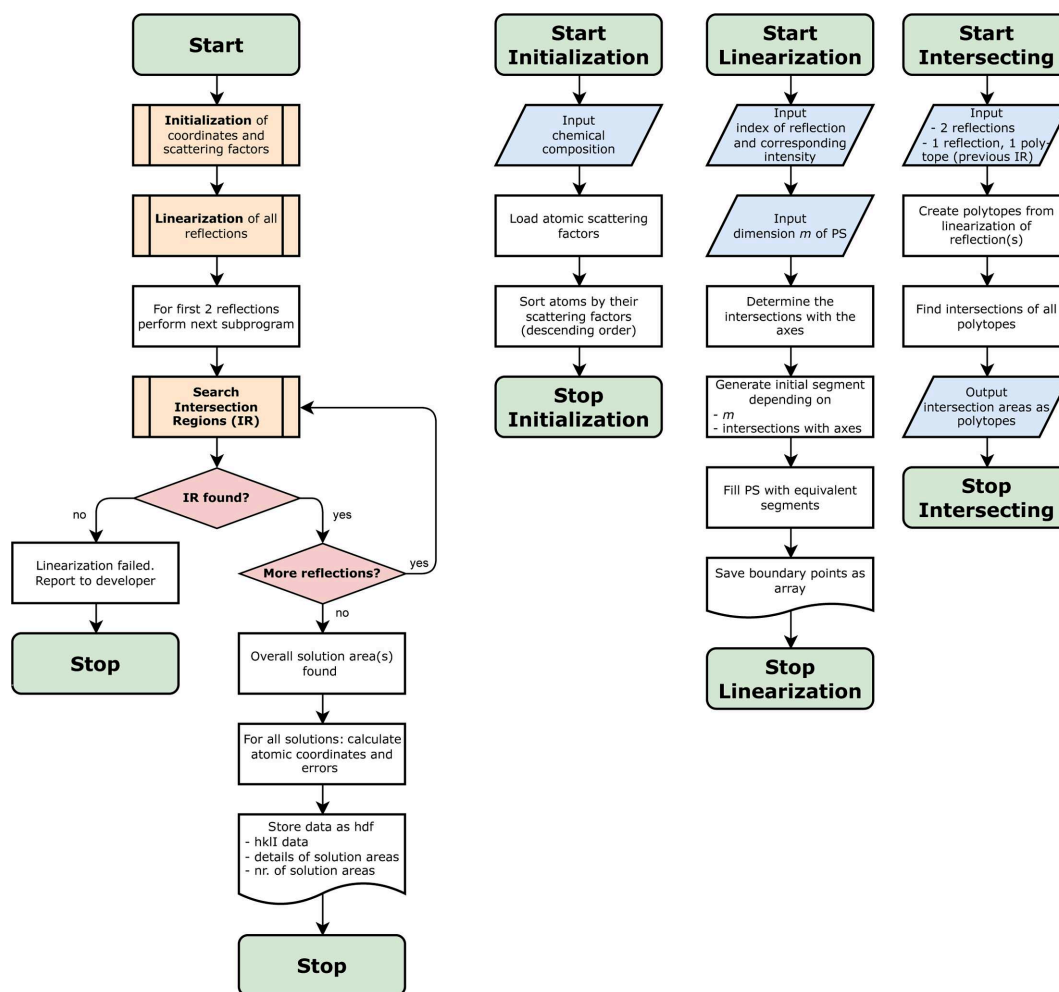 Start
Initialization of
coordinates and
scattering factors
Linearization of all
reflections
For first 2 reflections
perform next subprogram
Search
Intersection
Regions (IR)
IR found?
no
yes
Linearization failed.
Report to developer
More reflections?
yes
no
Stop
Overall solution area(s)
found
For all solutions: calculate
atomic coordinates and
errors
Store data as hdf
- hklI data
- details of solution areas
- nr. of solution areas
Stop
Start
Initialization
Input
chemical
composition
Load atomic scattering
factors
Sort atoms by their
scattering factors
(descending order)
Stop
Initialization
Start
Linearization
Input
index of reflection
and corresponding
intensity
Input
dimension m of PS
Determine the
intersections with the
axes
Generate initial segment
depending on
- m
- intersections with axes
Fill PS with equivalent
segments
Save boundary points as
array
Stop
Linearization
Start
Intersecting
Input
- 2 reflections
- 1 reflection, 1 poly-
tope (previous IR)
Create polytopes from
linearization of
reflection(s)
Find intersections of all
polytopes
Output
intersection areas as
polytopes
Stop
Intersecting